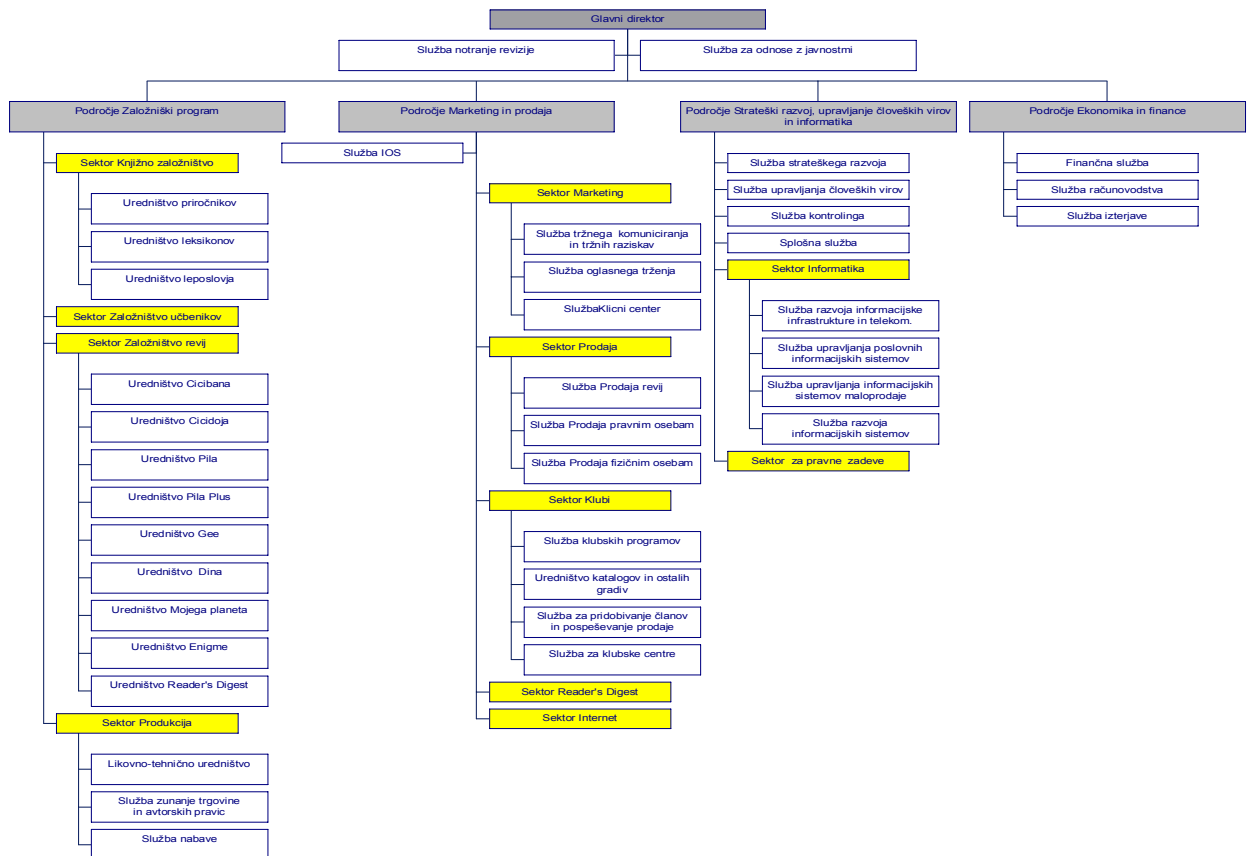 Glavni direktor
Služba notranje revizije
Služba za odnose z javnostmi
Področje Založniški program
Sektor Knjižno založništvo
Uredništvo priročnikov
Uredništvo leksikonov
Uredništvo leposlovja
Sektor Založništvo učbenikov
Sektor Založništvo revij
Uredništvo Cicibana
Uredništvo Cicidoja
Uredništvo Pila
Uredništvo Pila Plus
Uredništvo Gee
Uredništvo Dina
Uredništvo Mojega planeta
Uredništvo Enigme
Uredništvo Reader's Digest
Sektor Produkcija
Likovno-tehnično uredništvo
Služba zunanje trgovine
in avtorskih pravic
Služba nabave
Področje Marketing in prodaja
Služba IOS
Sektor Marketing
Služba tržnega komuniciranja
in tržnih raziskav
Služba oglasnega trženja
SlužbaKlicni center
Sektor Prodaja
Služba Prodaja revij
Služba Prodaja pravnim osebam
Služba Prodaja fizičnim osebam
Sektor Klubi
Služba klubskih programov
Uredništvo katalogov in ostalih
gradiv
Služba za pridobivanje članov
in pospeševanje prodaje
Služba za klubske centre
Sektor Reader's Digest
Sektor Internet
Področje Strateški razvoj, upravljanje človeških virov
in informatika
Služba strateškega razvoja
Služba upravljanja človeških virov
Služba kontrolinga
Splošna služba
Sektor Informatika
Služba razvoja informacijske
infrastrukture in telekom.
Služba upravljanja poslovnih
informacijskih sistemov
Služba upravljanja informacijskih
sistemov maloprodaje
Služba razvoja
informacijskih sistemov
Sektor za pravne zadeve
Področje Ekonomika in finance
Finančna služba
Služba računovodstva
Služba izterjave